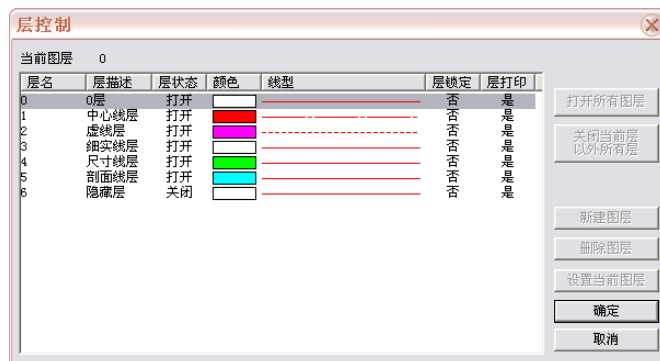 层控制
当前图层 0
层名 层描述 层状态 颜色 线型 层锁定 层打印
0 0层 打开 否 是
1 中心线层 打开 否 是
2 虚线层 打开 否 是
3 细实线层 打开 否 是
4 尺寸线层 打开 否 是
5 剖面线层 打开 否 是
6 隐藏层 关闭 否 是
打开所有图层
关闭当前层
以外所有层
新建图层
删除图层
设置当前图层
确定
取消